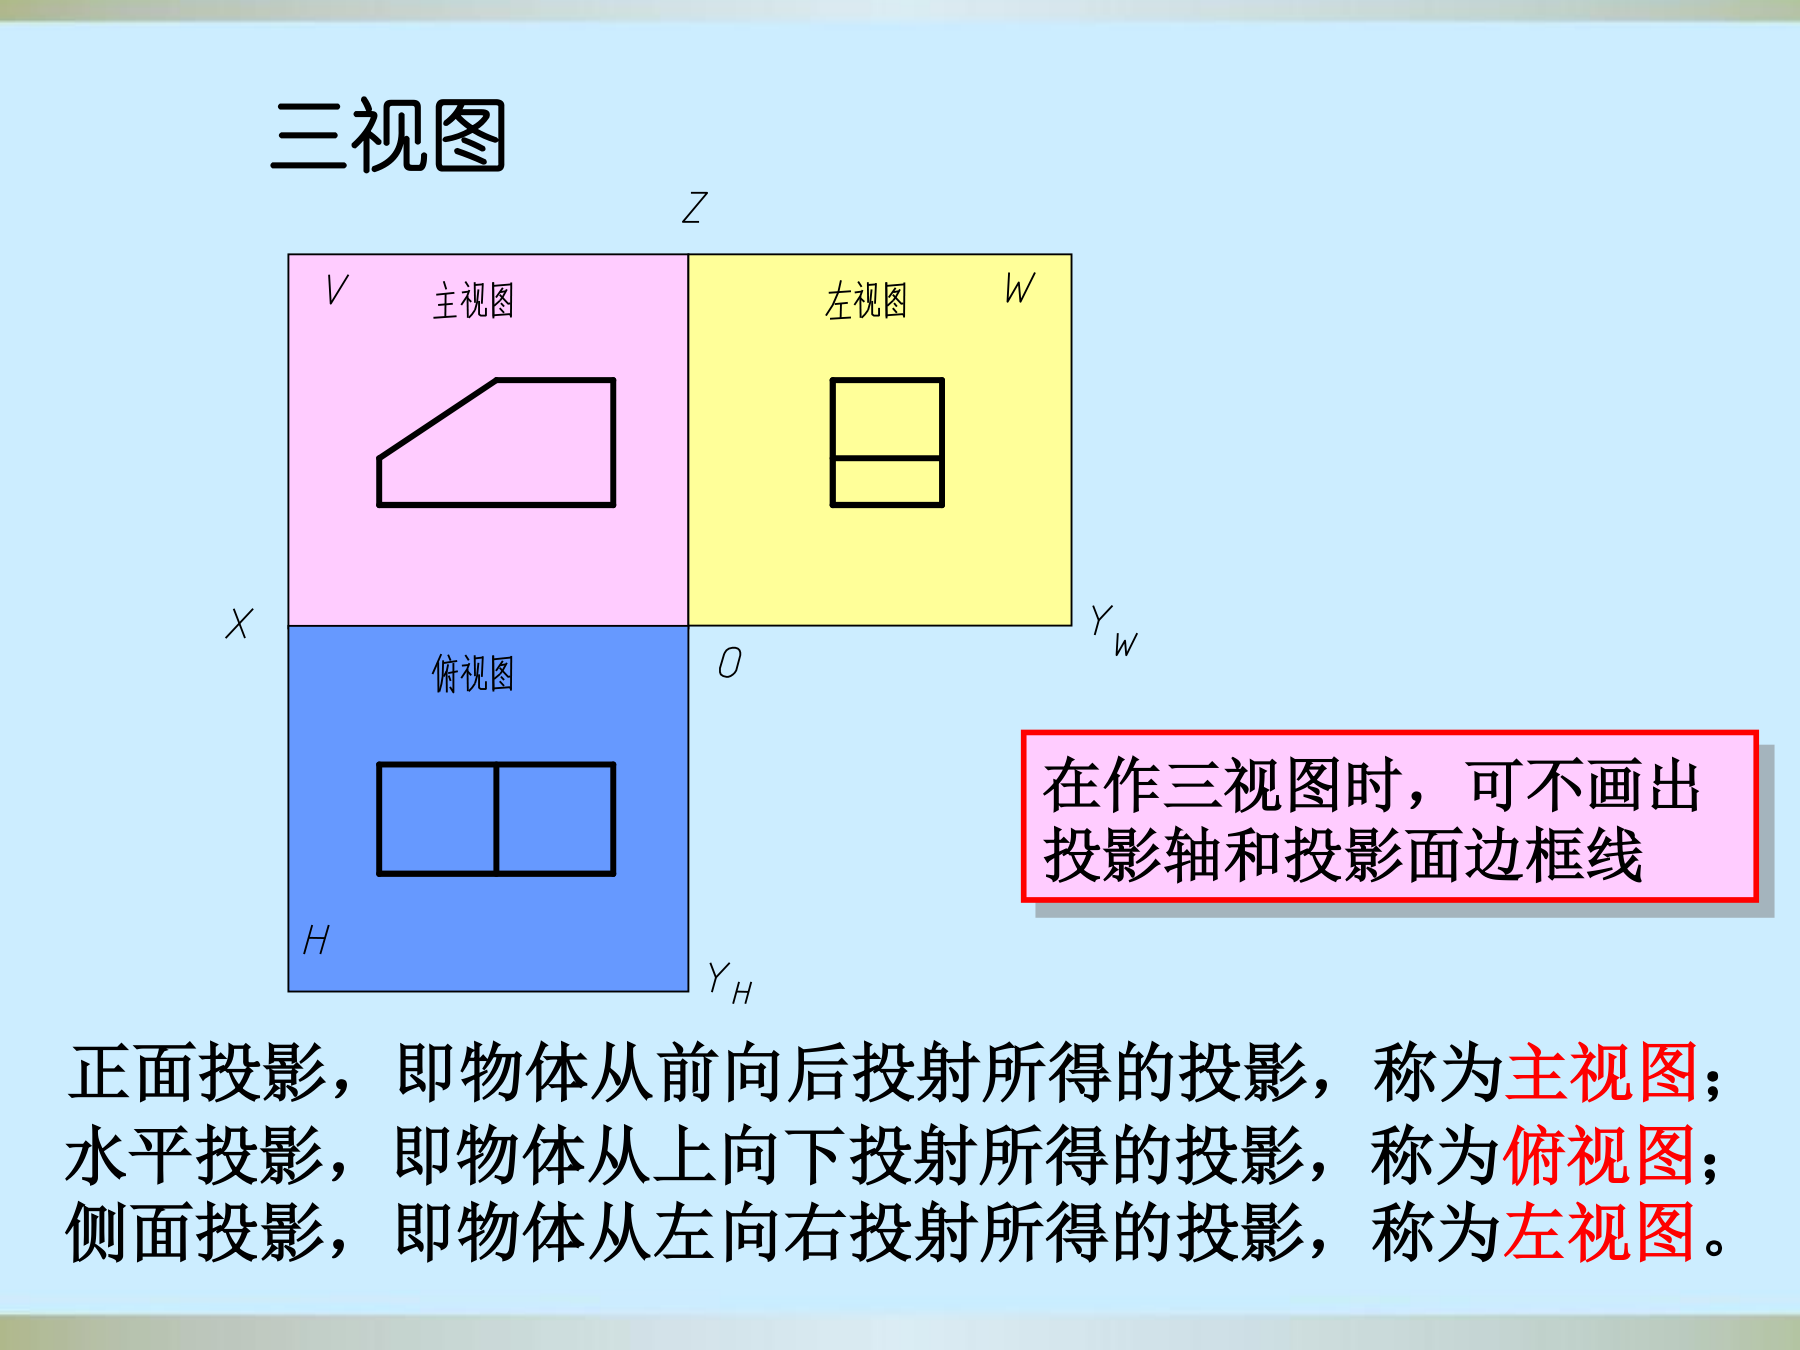 三视图
Z
V 主视图 左视图 W
X
Y W
O
俯视图
H
Y H
在作三视图时，可不画出
投影轴和投影面边框线
正面投影，即物体从前向后投射所得的投影，称为主视图；
水平投影，即物体从上向下投射所得的投影，称为俯视图；
侧面投影，即物体从左向右投射所得的投影，称为左视图。